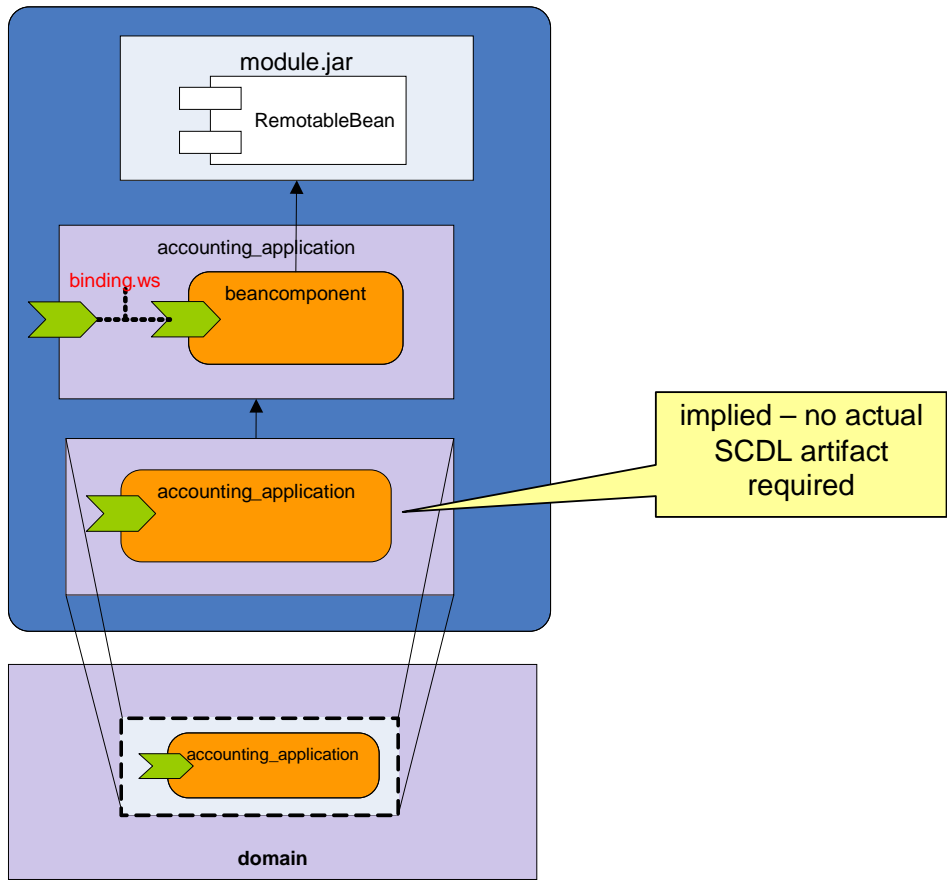 module.jar
RemotableBean
accounting_application
binding.ws
beancomponent
accounting_application
implied – no actual
SCDL artifact
required
accounting_application
domain